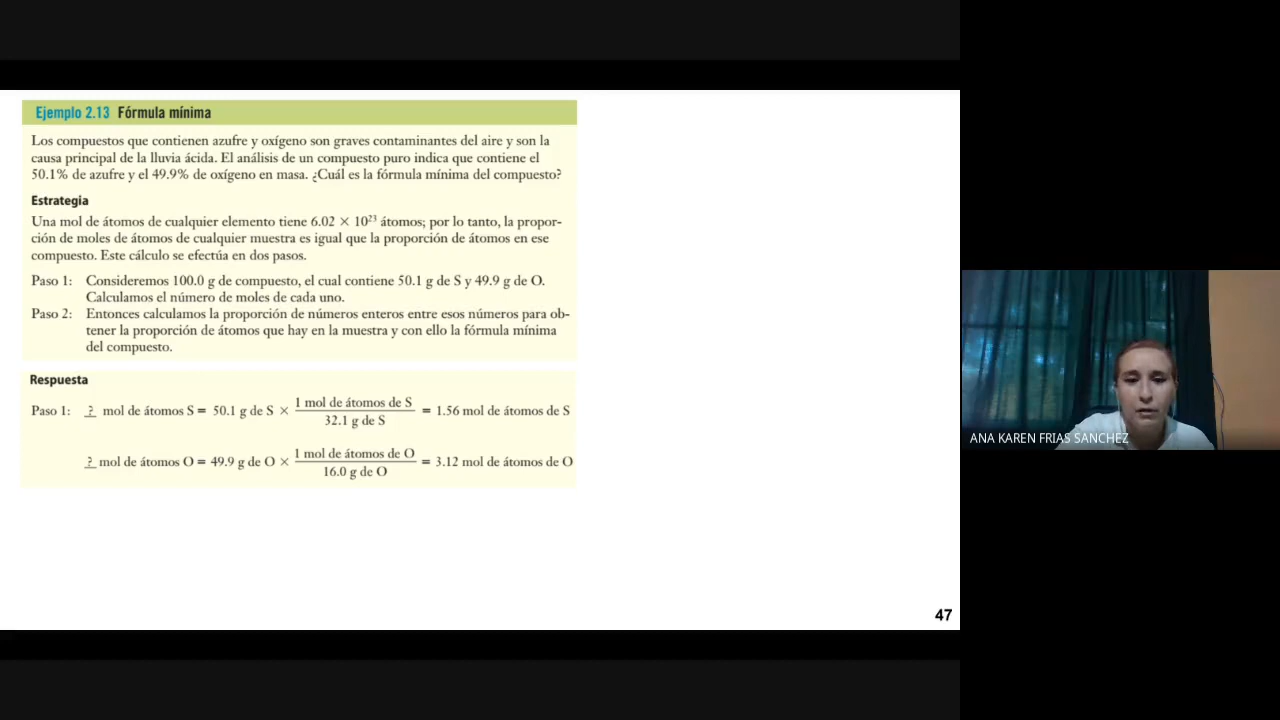 Ejemplo 2.13 Fórmula mínima
Los compuestos que contienen azufre y oxígeno son graves contaminantes del aire y son la
causa principal de la lluvia ácida. El análisis de un compuesto puro indica que contiene el
50.1% de azufre y el 49.9% de oxígeno en masa. ¿Cuál es la fórmula mínima del compuesto?
Estrategia
Una mol de átomos de cualquier elemento tiene 6.02 × 10²³ átomos; por lo tanto, la propor-
ción de moles de átomos de cualquier muestra es igual que la proporción de átomos en ese
compuesto. Este cálculo se efectúa en dos pasos.
Paso 1: Consideremos 100.0 g de compuesto, el cual contiene 50.1 g de S y 49.9 g de O.
Calculamos el número de moles de cada uno.
Paso 2: Entonces calculamos la proporción de números enteros entre esos números para ob-
tener la proporción de átomos que hay en la muestra y con ello la fórmula mínima
del compuesto.
Respuesta
Paso 1: ? mol de átomos S = 50.1 g de S × 1 mol de átomos de S / 32.1 g de S = 1.56 mol de átomos de S
? mol de átomos O = 49.9 g de O × 1 mol de átomos de O / 16.0 g de O = 3.12 mol de átomos de O
ANA KAREN FRIAS SANCHEZ
47